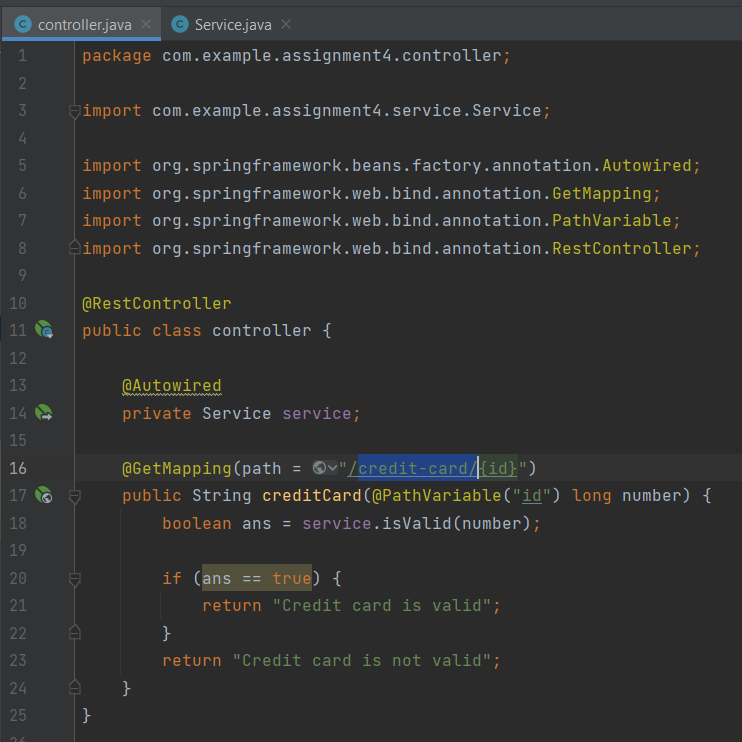 controller.java Service.java
1 package com.example.assignment4.controller;
2
3 import com.example.assignment4.service.Service;
4
5 import org.springframework.beans.factory.annotation.Autowired;
6 import org.springframework.web.bind.annotation.GetMapping;
7 import org.springframework.web.bind.annotation.PathVariable;
8 import org.springframework.web.bind.annotation.RestController;
9
10 @RestController
11 public class controller {
12
13     @Autowired
14     private Service service;
15
16     @GetMapping(path = "/credit-card/{id}")
17     public String creditCard(@PathVariable("id") long number) {
18         boolean ans = service.isValid(number);
19
20         if (ans == true) {
21             return "Credit card is valid";
22         }
23         return "Credit card is not valid";
24     }
25 }